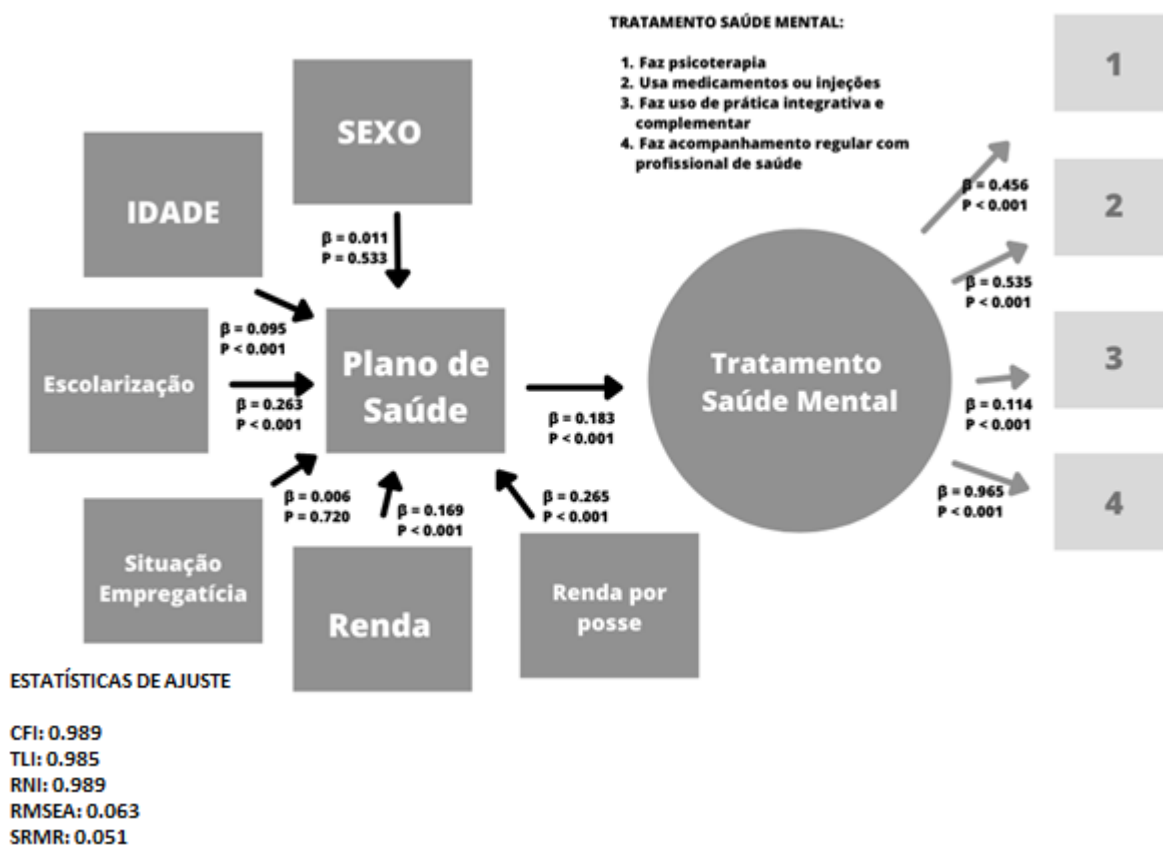 TRATAMENTO SAÚDE MENTAL:
1. Faz psicoterapia
2. Usa medicamentos ou injeções
3. Faz uso de prática integrativa e
complementar
4. Faz acompanhamento regular com
profissional de saúde
1
2
3
4
SEXO
β = 0.011
P = 0.533
IDADE
β = 0.095
P < 0.001
Escolarização
β = 0.263
P < 0.001
Plano de
Saúde
β = 0.183
P < 0.001
Tratamento
Saúde Mental
β = 0.456
P < 0.001
β = 0.535
P < 0.001
β = 0.114
P < 0.001
β = 0.965
P < 0.001
Situação
Empregatícia
β = 0.006
P = 0.720
Renda
β = 0.169
P < 0.001
Renda por
posse
β = 0.265
P < 0.001
ESTATÍSTICAS DE AJUSTE
CFI: 0.989
TLI: 0.985
RNI: 0.989
RMSEA: 0.063
SRMR: 0.051